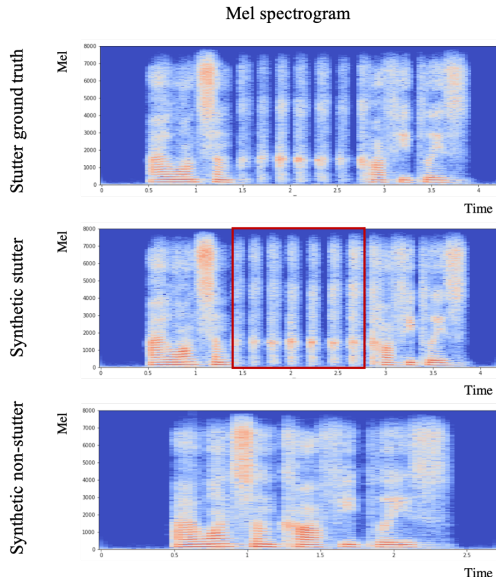 Mel spectrogram
Stutter ground truth
Mel
8000
7000
6000
5000
4000
3000
2000
1000
0
0 0.5 1 1.5 2 2.5 3 3.5 4
Time
Synthetic stutter
Mel
8000
7000
6000
5000
4000
3000
2000
1000
0
0 0.5 1 1.5 2 2.5 3 3.5 4
Time
Synthetic non-stutter
Mel
8000
7000
6000
5000
4000
3000
2000
1000
0
0 0.5 1 1.5 2 2.5
Time